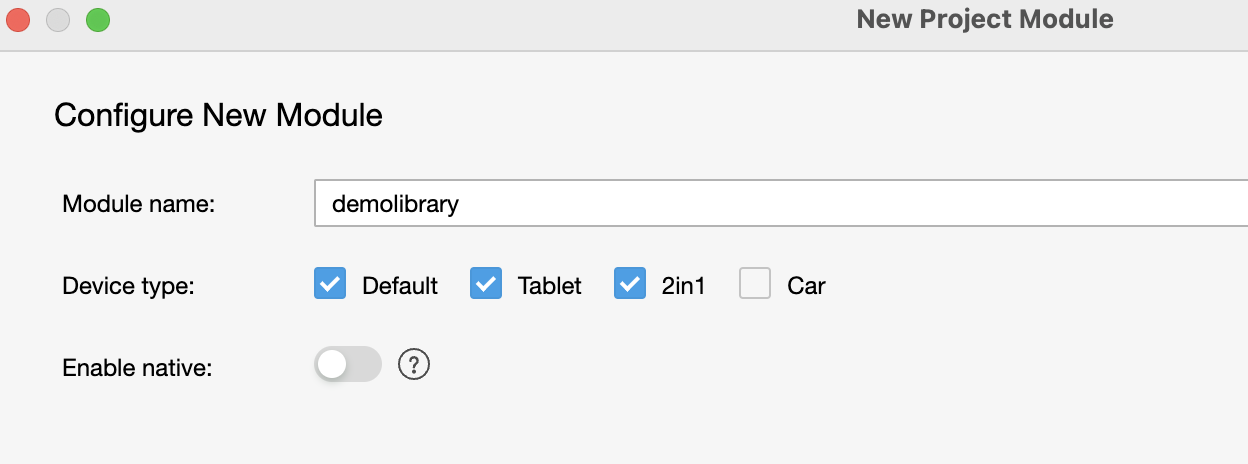 New Project Module
Configure New Module
Module name: demolibrary
Device type: Default Tablet 2in1 Car
Enable native: ?